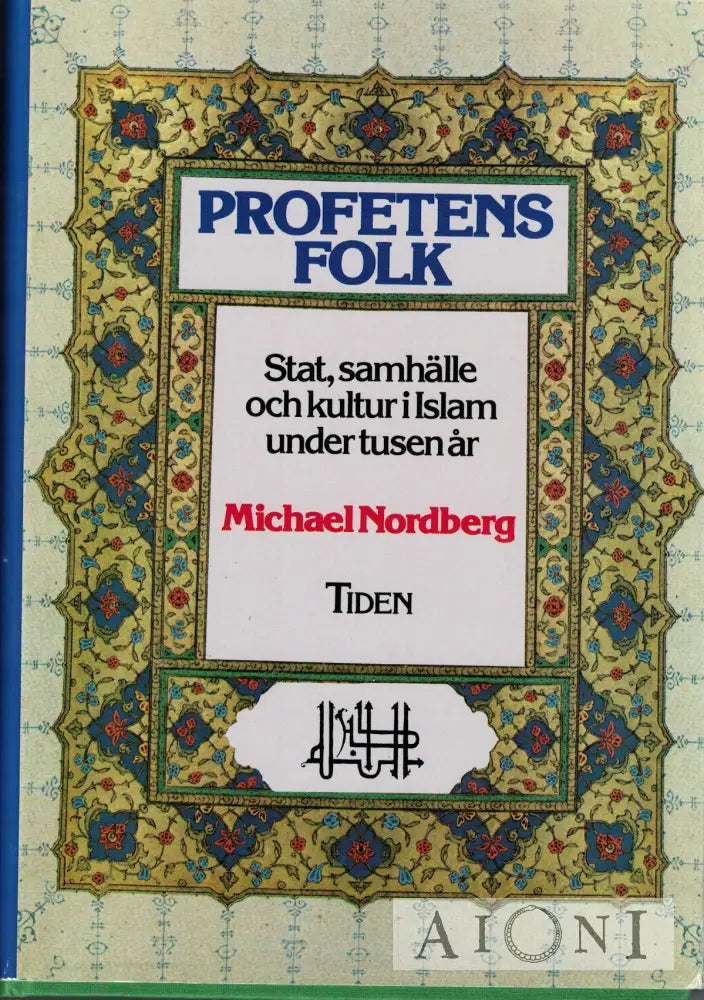 PROFETENS
FOLK
Stat, samhälle
och kultur i Islam
under tusen år
Michael Nordberg
TIDEN
AIONI